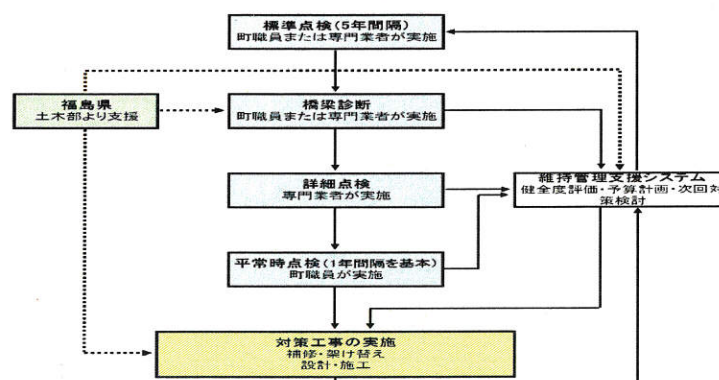 標準点検(5年間隔)
町職員または専門業者が実施
福島県
土木部より支援
橋梁診断
町職員または専門業者が実施
詳細点検
専門業者が実施
維持管理支援システム
健全度評価・予算計画・次回対
策検討
平常時点検(1年間隔を基本)
町職員が実施
対策工事の実施
補修・架け替え
設計・施工